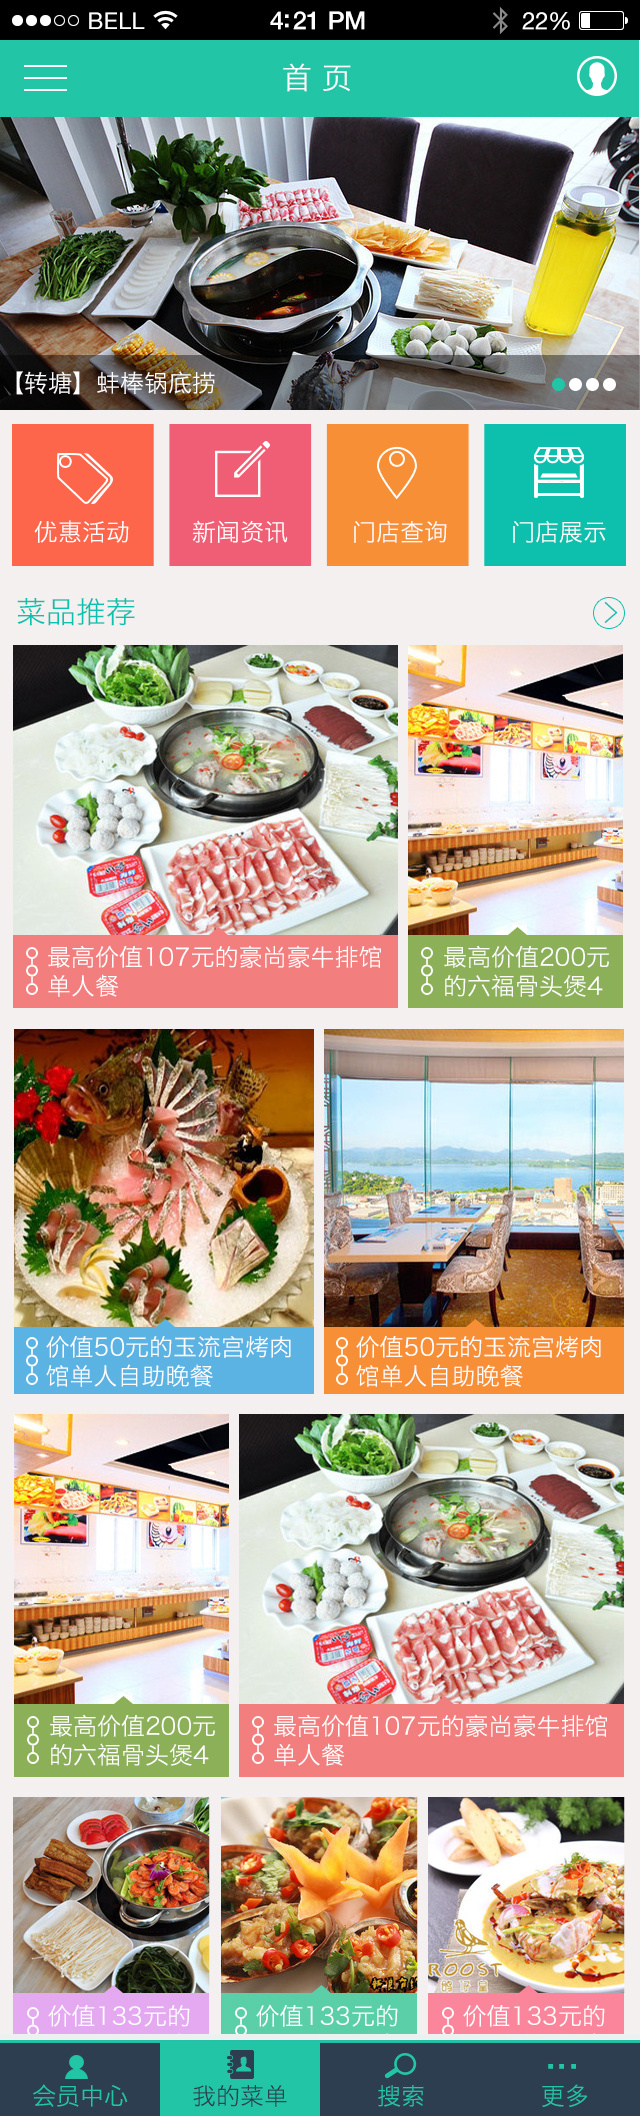 BELL 4:21 PM 22%
首 页
【转塘】蚌棒锅底捞
优惠活动
新闻资讯
门店查询
门店展示
菜品推荐
最高价值107元的豪尚豪牛排馆
单人餐
最高价值200元
的六福骨头煲4
价值50元的玉流宫烤肉
馆单人自助晚餐
价值50元的玉流宫烤肉
馆单人自助晚餐
最高价值200元
的六福骨头煲4
最高价值107元的豪尚豪牛排馆
单人餐
ROOST
价值133元的
价值133元的
价值133元的
会员中心
我的菜单
搜索
更多